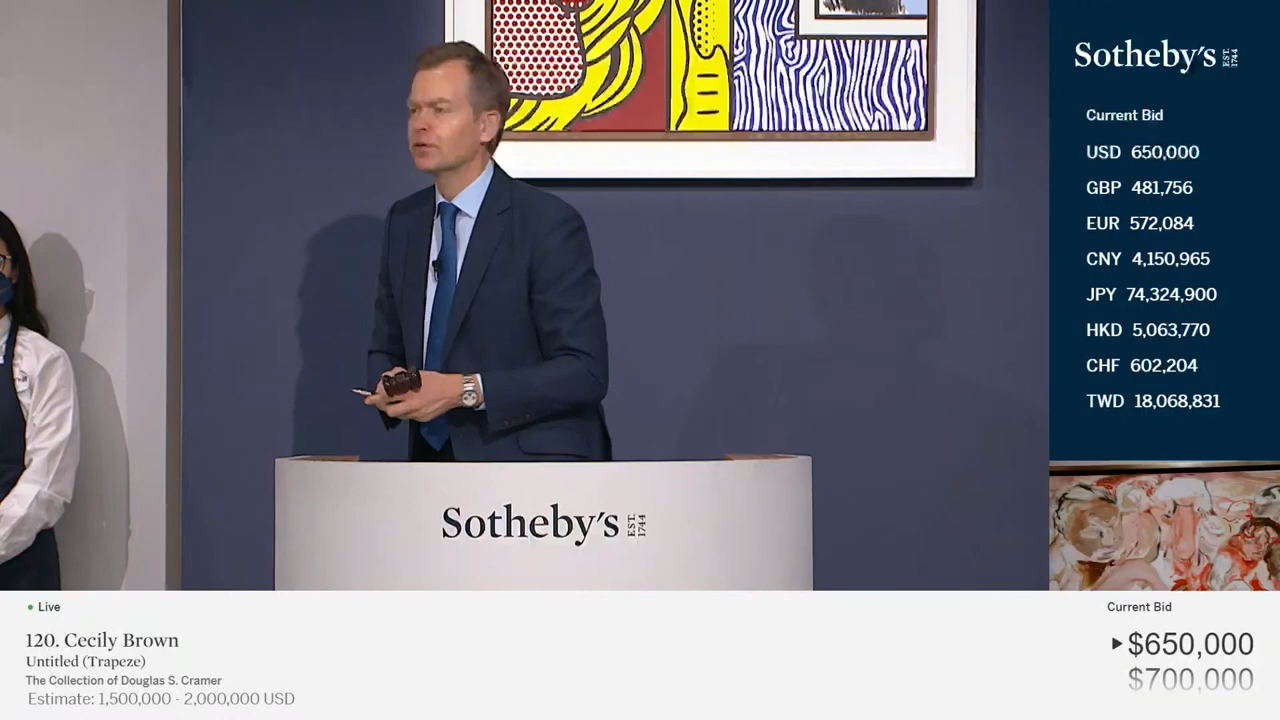 Sotheby's EST. 1744
Current Bid
USD 650,000
GBP 481,756
EUR 572,084
CNY 4,150,965
JPY 74,324,900
HKD 5,063,770
CHF 602,204
TWD 18,068,831
Sotheby's EST. 1744
Live
120. Cecily Brown
Untitled (Trapeze)
The Collection of Douglas S. Cramer
Estimate: 1,500,000 - 2,000,000 USD
Current Bid
$650,000
$700,000